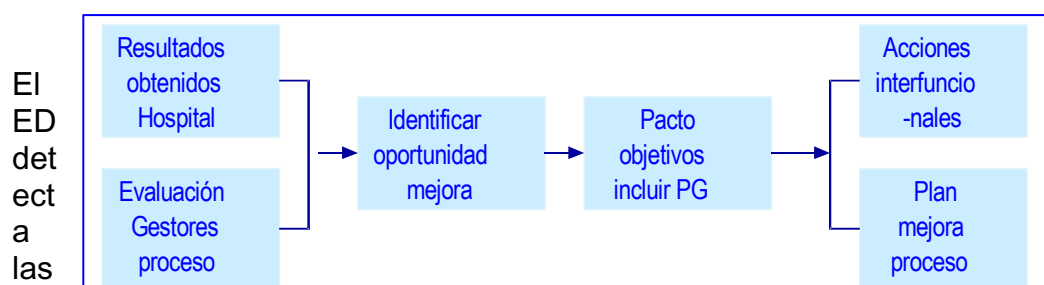 El
ED
det
ect
a
las
Resultados
obtenidos
Hospital
Evaluación
Gestores
proceso
Identificar
oportunidad
mejora
Pacto
objetivos
incluir PG
Acciones
interfuncio
-nales
Plan
mejora
proceso